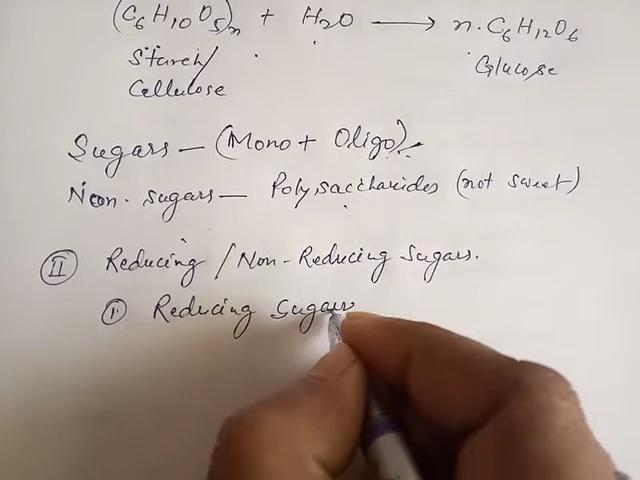 (C6H10O5)n + H2O ⟶ n. C6H12O6
Starch/ Glucose
Cellulose
Sugars — (Mono + Oligo)
Non. sugars — Polysaccharides (not sweet)
II Reducing / Non-Reducing Sugars.
① Reducing Sugars